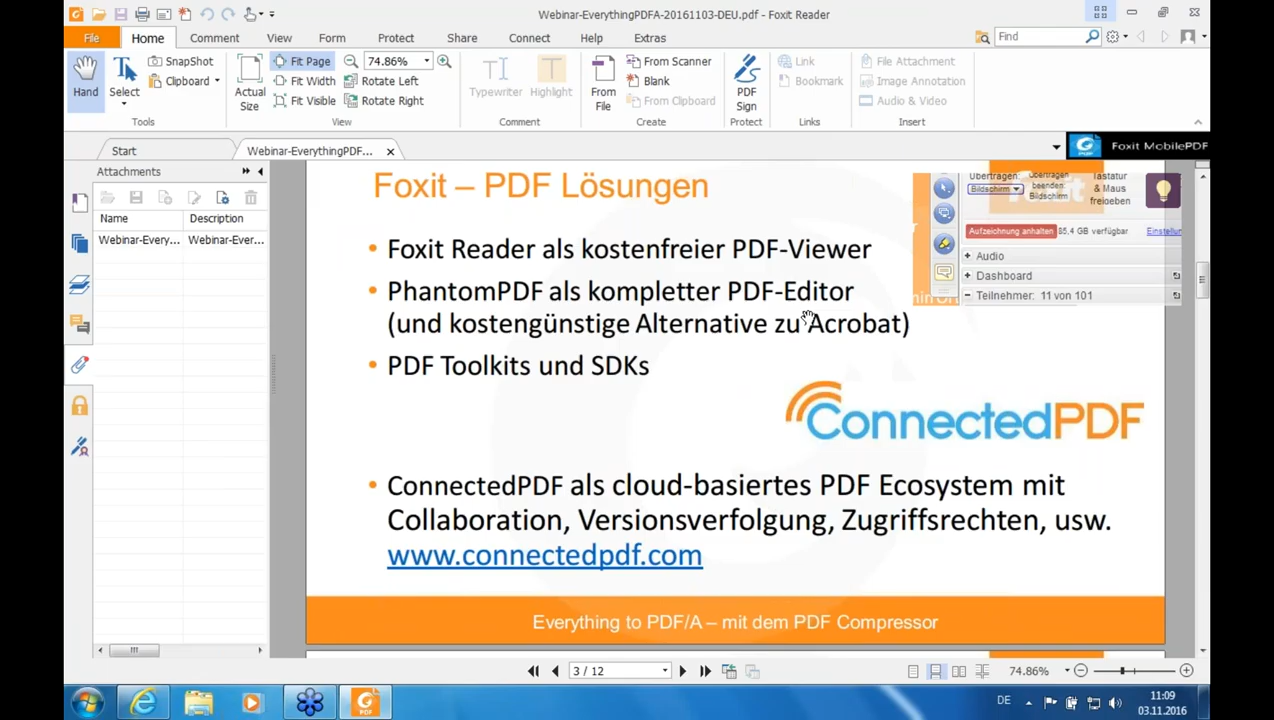 Webinar-EverythingPDFA-20161103-DEU.pdf - Foxit Reader
File Home Comment View Form Protect Share Connect Help Extras Find
Hand
Select
SnapShot
Clipboard
Tools
Actual
Size
Fit Page
Fit Width
Fit Visible
74.86%
Rotate Left
Rotate Right
View
Typewriter
Highlight
Comment
From
File
From Scanner
Blank
From Clipboard
Create
PDF
Sign
Protect
Link
Bookmark
Links
File Attachment
Image Annotation
Audio & Video
Insert
Start
Webinar-EverythingPDF...
Foxit MobilePDF
Attachments
Name Description
Webinar-Every... Webinar-Ever...
Foxit – PDF Lösungen
• Foxit Reader als kostenfreier PDF-Viewer
• PhantomPDF als kompletter PDF-Editor
(und kostengünstige Alternative zu Acrobat)
• PDF Toolkits und SDKs
ConnectedPDF
• ConnectedPDF als cloud-basiertes PDF Ecosystem mit
Collaboration, Versionsverfolgung, Zugriffsrechten, usw.
www.connectedpdf.com
Everything to PDF/A – mit dem PDF Compressor
Übertragen:
Bildschirm
Übertragen
beenden:
Bildschirm
Tastatur
& Maus
freigeben
Aufzeichnung anhalten
85,4 GB verfügbar
Audio
Dashboard
Teilnehmer: 11 von 101
3 / 12
74.86%
DE
11:09
03.11.2016